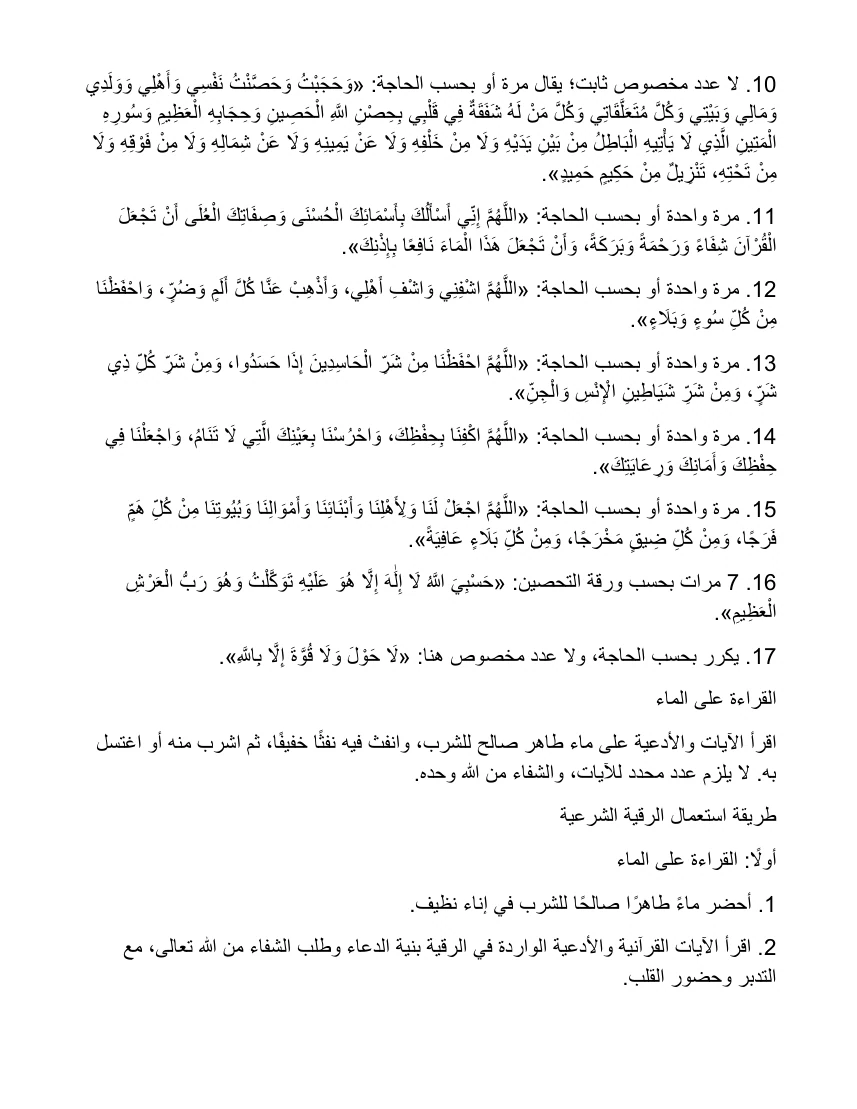 10. لا عدد مخصوص ثابت؛ يقال مرة أو بحسب الحاجة: «وَحَجَبْتُ وَحَصَّنْتُ نَفْسِي وَأَهْلِي وَوَلَدِي
وَمَالِي وَبَيْتِي وَكُلَّ مُتَعَلَّقَاتِي وَكُلَّ مَنْ لَهُ شَفَقَةٌ فِي قَلْبِي بِحِصْنِ اللَّهِ الْحَصِينِ وَحِجَابِهِ الْعَظِيمِ وَسُورِهِ
الْمَتِينِ الَّذِي لَا يَأْتِيهِ الْبَاطِلُ مِنْ بَيْنِ يَدَيْهِ وَلَا مِنْ خَلْفِهِ وَلَا عَنْ يَمِينِهِ وَلَا عَنْ شِمَالِهِ وَلَا مِنْ فَوْقِهِ وَلَا
مِنْ تَحْتِهِ، تَنْزِيلٌ مِنْ حَكِيمٍ حَمِيدٍ».
11. مرة واحدة أو بحسب الحاجة: «اللَّهُمَّ إِنِّي أَسْأَلُكَ بِأَسْمَائِكَ الْحُسْنَى وَصِفَاتِكَ الْعُلَى أَنْ تَجْعَلَ
الْقُرْآنَ شِفَاءً وَرَحْمَةً وَبَرَكَةً، وَأَنْ تَجْعَلَ هَذَا الْمَاءَ نَافِعًا بِإِذْنِكَ».
12. مرة واحدة أو بحسب الحاجة: «اللَّهُمَّ اشْفِنِي وَاشْفِ أَهْلِي، وَأَذْهِبْ عَنَّا كُلَّ أَلَمٍ وَضُرٍّ، وَاحْفَظْنَا
مِنْ كُلِّ سُوءٍ وَبَلَاءٍ».
13. مرة واحدة أو بحسب الحاجة: «اللَّهُمَّ احْفَظْنَا مِنْ شَرِّ الْحَاسِدِينَ إِذَا حَسَدُوا، وَمِنْ شَرِّ كُلِّ ذِي
شَرٍّ، وَمِنْ شَرِّ شَيَاطِينِ الْإِنْسِ وَالْجِنِّ».
14. مرة واحدة أو بحسب الحاجة: «اللَّهُمَّ اكْفِنَا بِحِفْظِكَ، وَاحْرُسْنَا بِعَيْنِكَ الَّتِي لَا تَنَامُ، وَاجْعَلْنَا فِي
حِفْظِكَ وَأَمَانِكَ وَرِعَايَتِكَ».
15. مرة واحدة أو بحسب الحاجة: «اللَّهُمَّ اجْعَلْ لَنَا وَلِأَهْلِنَا وَأَبْنَائِنَا وَأَمْوَالِنَا وَبُيُوتِنَا مِنْ كُلِّ هَمٍّ
فَرَجًا، وَمِنْ كُلِّ ضِيقٍ مَخْرَجًا، وَمِنْ كُلِّ بَلَاءٍ عَافِيَةً».
16. 7 مرات بحسب ورقة التحصين: «حَسْبِيَ اللَّهُ لَا إِلَٰهَ إِلَّا هُوَ عَلَيْهِ تَوَكَّلْتُ وَهُوَ رَبُّ الْعَرْشِ
الْعَظِيمِ».
17. يكرر بحسب الحاجة، ولا عدد مخصوص هنا: «لَا حَوْلَ وَلَا قُوَّةَ إِلَّا بِاللَّهِ».
القراءة على الماء
اقرأ الآيات والأدعية على ماء طاهر صالح للشرب، وانفث فيه نفثًا خفيفًا، ثم اشرب منه أو اغتسل
به. لا يلزم عدد محدد للآيات، والشفاء من الله وحده.
طريقة استعمال الرقية الشرعية
أولًا: القراءة على الماء
1. أحضر ماءً طاهرًا صالحًا للشرب في إناء نظيف.
2. اقرأ الآيات القرآنية والأدعية الواردة في الرقية بنية الدعاء وطلب الشفاء من الله تعالى، مع
التدبر وحضور القلب.